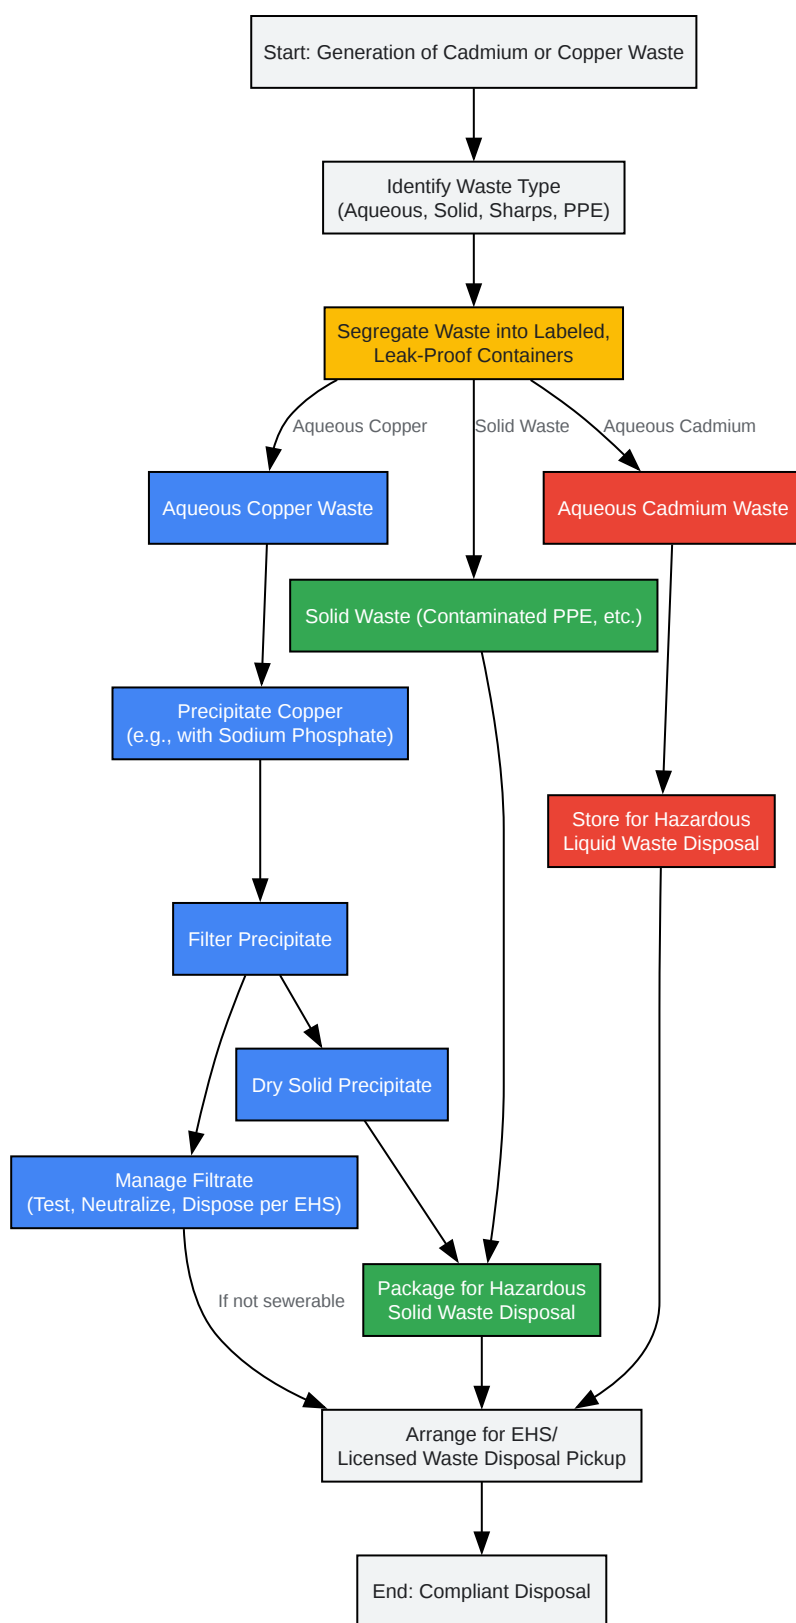 Start: Generation of Cadmium or Copper Waste
Identify Waste Type
(Aqueous, Solid, Sharps, PPE)
Segregate Waste into Labeled,
Leak-Proof Containers
Aqueous Copper
Solid Waste
Aqueous Cadmium
Aqueous Copper Waste
Aqueous Cadmium Waste
Solid Waste (Contaminated PPE, etc.)
Precipitate Copper
(e.g., with Sodium Phosphate)
Store for Hazardous
Liquid Waste Disposal
Filter Precipitate
Dry Solid Precipitate
Manage Filtrate
(Test, Neutralize, Dispose per EHS)
If not sewerable
Package for Hazardous
Solid Waste Disposal
Arrange for EHS/
Licensed Waste Disposal Pickup
End: Compliant Disposal